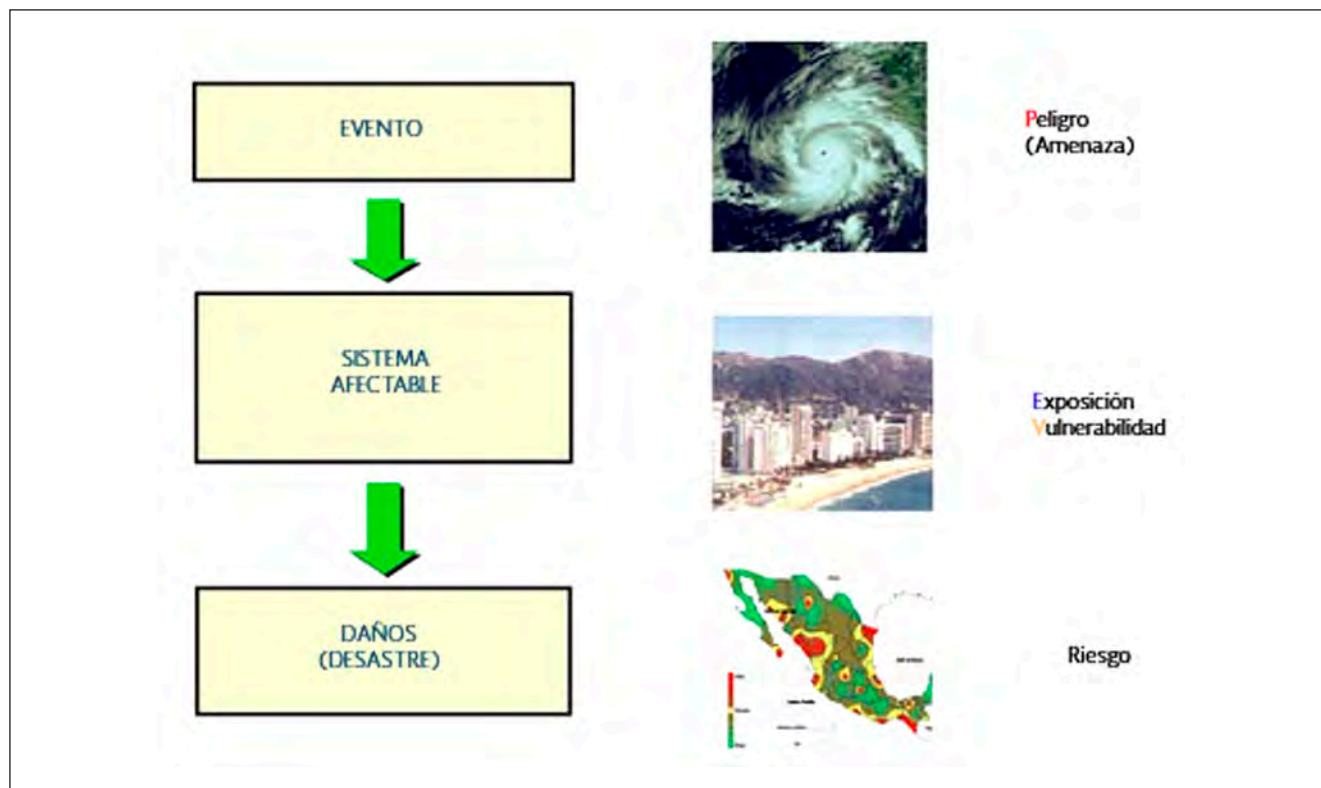 EVENTO
Peligro
(Amenaza)
SISTEMA
AFECTABLE
Exposición
Vulnerabilidad
DAÑOS
(DESASTRE)
Riesgo